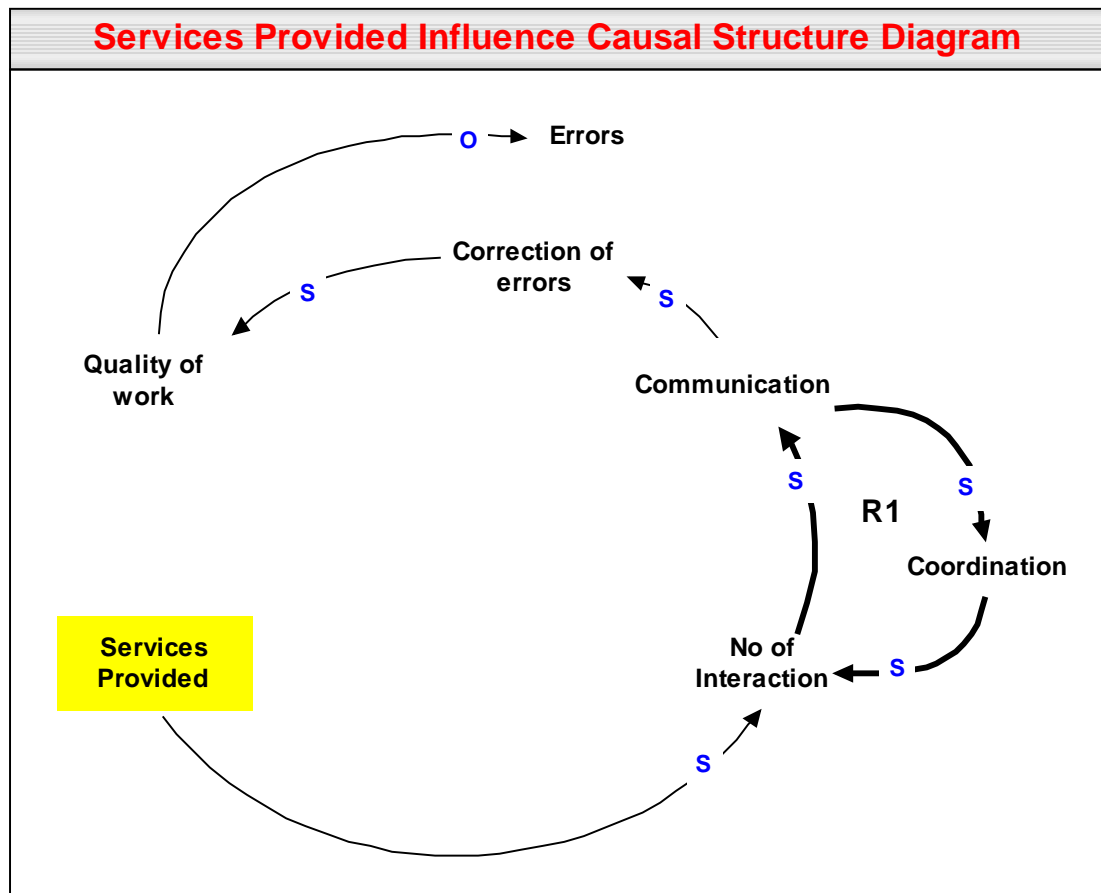 Services Provided Influence Causal Structure Diagram
O
Errors
Correction of
errors
S
S
Quality of
work
Communication
S
S
R1
Coordination
Services
Provided
No of
Interaction
S
S